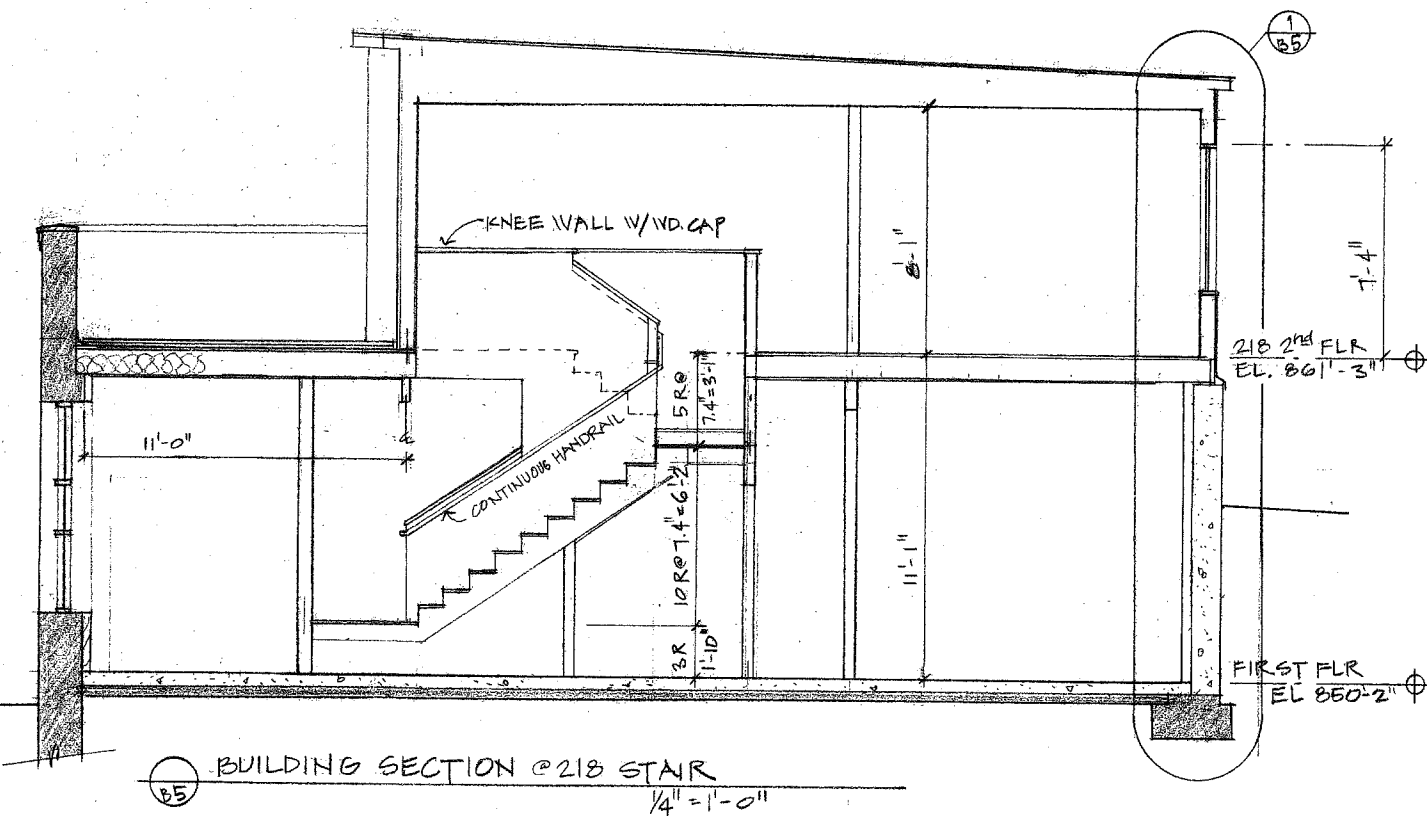 1
B5
KNEE WALL W/ WD. CAP
8'-1"
7'-4"
218 2nd FLR
EL. 861'-3"
5 R@
7.4"=3'-1"
11'-0"
CONTINUOUS HANDRAIL
10 R@7.4"=6'-2"
11'-1"
3R
1'-10"
FIRST FLR
EL 850'-2"
BUILDING SECTION @ 218 STAIR
B5
1/4" = 1'-0"